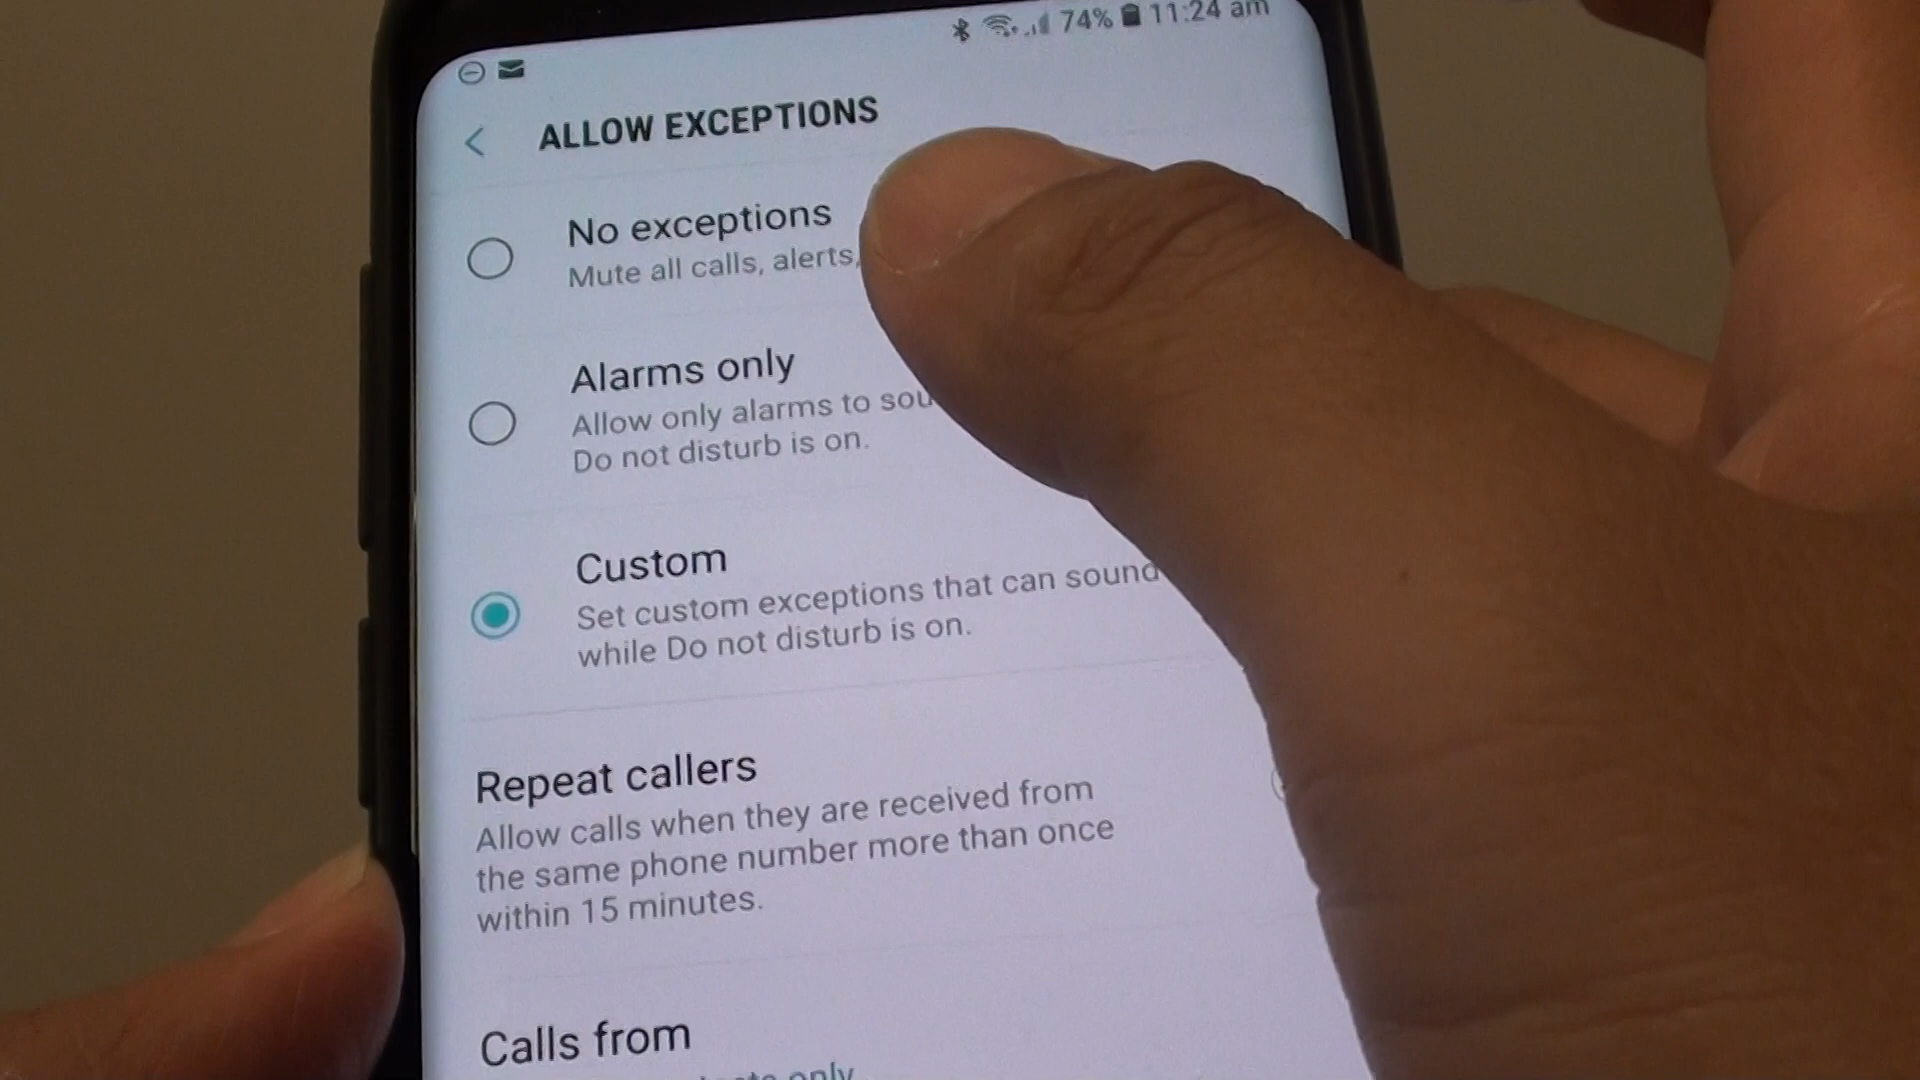 74% 11:24 am
ALLOW EXCEPTIONS
No exceptions
Mute all calls, alerts,
Alarms only
Allow only alarms to
Do not disturb is on.
Custom
Set custom exceptions that can sound
while Do not disturb is on.
Repeat callers
Allow calls when they are received from
the same phone number more than once
within 15 minutes.
Calls from
only